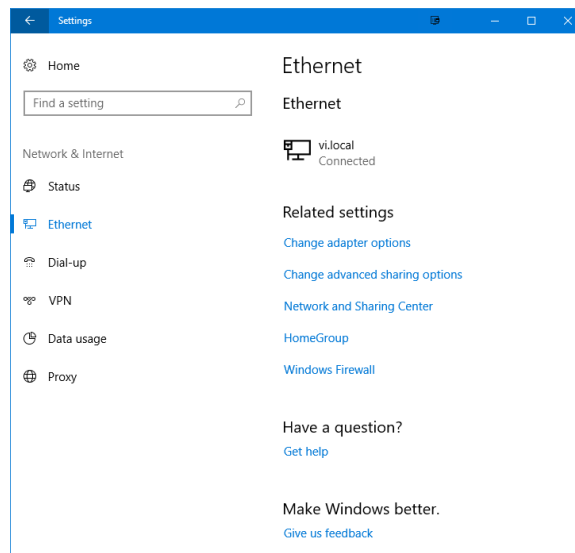 Settings
Home
Find a setting
Network & Internet
Status
Ethernet
Dial-up
VPN
Data usage
Proxy
Ethernet
Ethernet
vi.local
Connected
Related settings
Change adapter options
Change advanced sharing options
Network and Sharing Center
HomeGroup
Windows Firewall
Have a question?
Get help
Make Windows better.
Give us feedback